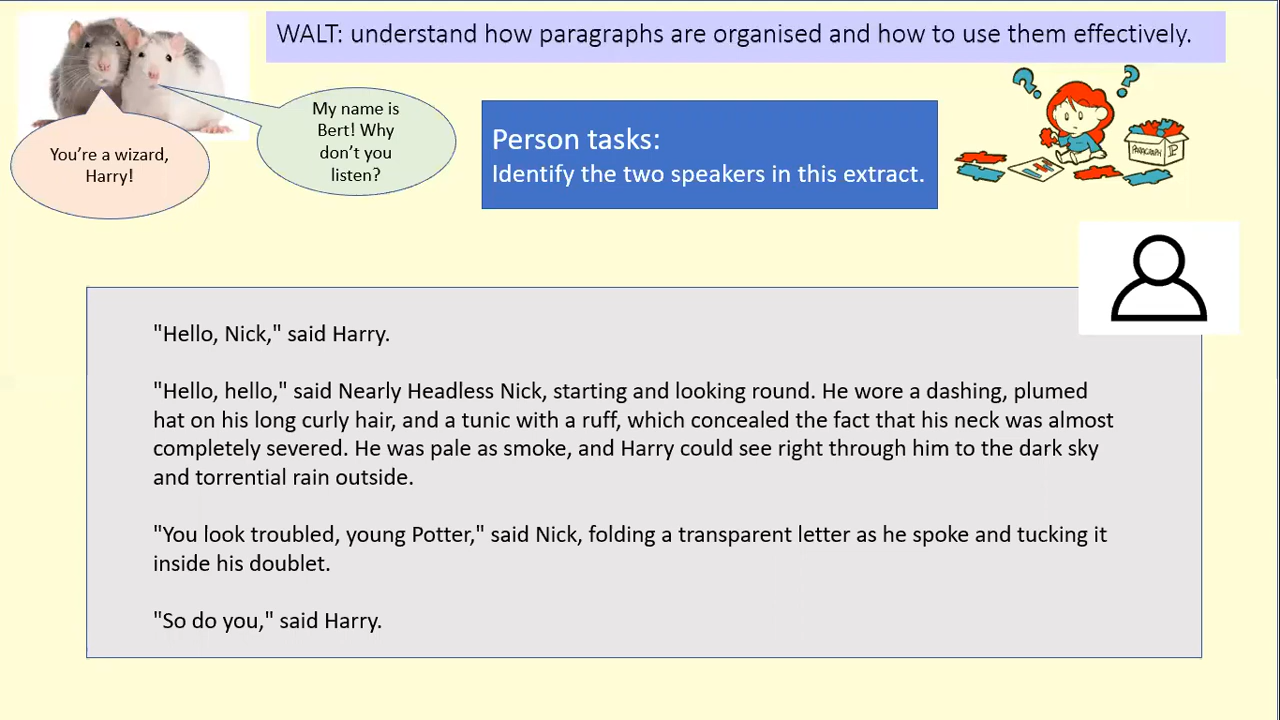 WALT: understand how paragraphs are organised and how to use them effectively.
My name is
Bert! Why
don't you
listen?
You're a wizard,
Harry!
Person tasks:
Identify the two speakers in this extract.
PARAGRAPH
"Hello, Nick," said Harry.
"Hello, hello," said Nearly Headless Nick, starting and looking round. He wore a dashing, plumed
hat on his long curly hair, and a tunic with a ruff, which concealed the fact that his neck was almost
completely severed. He was pale as smoke, and Harry could see right through him to the dark sky
and torrential rain outside.
"You look troubled, young Potter," said Nick, folding a transparent letter as he spoke and tucking it
inside his doublet.
"So do you," said Harry.